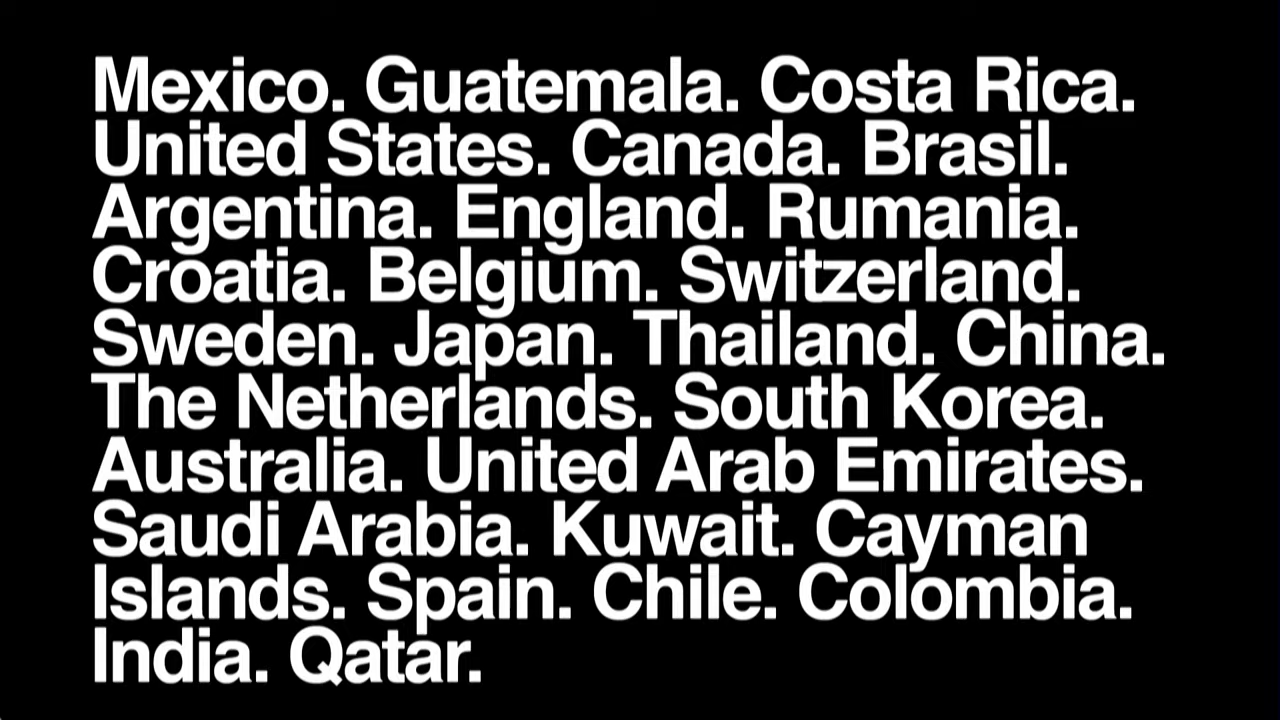 Mexico. Guatemala. Costa Rica.
United States. Canada. Brasil.
Argentina. England. Rumania.
Croatia. Belgium. Switzerland.
Sweden. Japan. Thailand. China.
The Netherlands. South Korea.
Australia. United Arab Emirates.
Saudi Arabia. Kuwait. Cayman
Islands. Spain. Chile. Colombia.
India. Qatar.